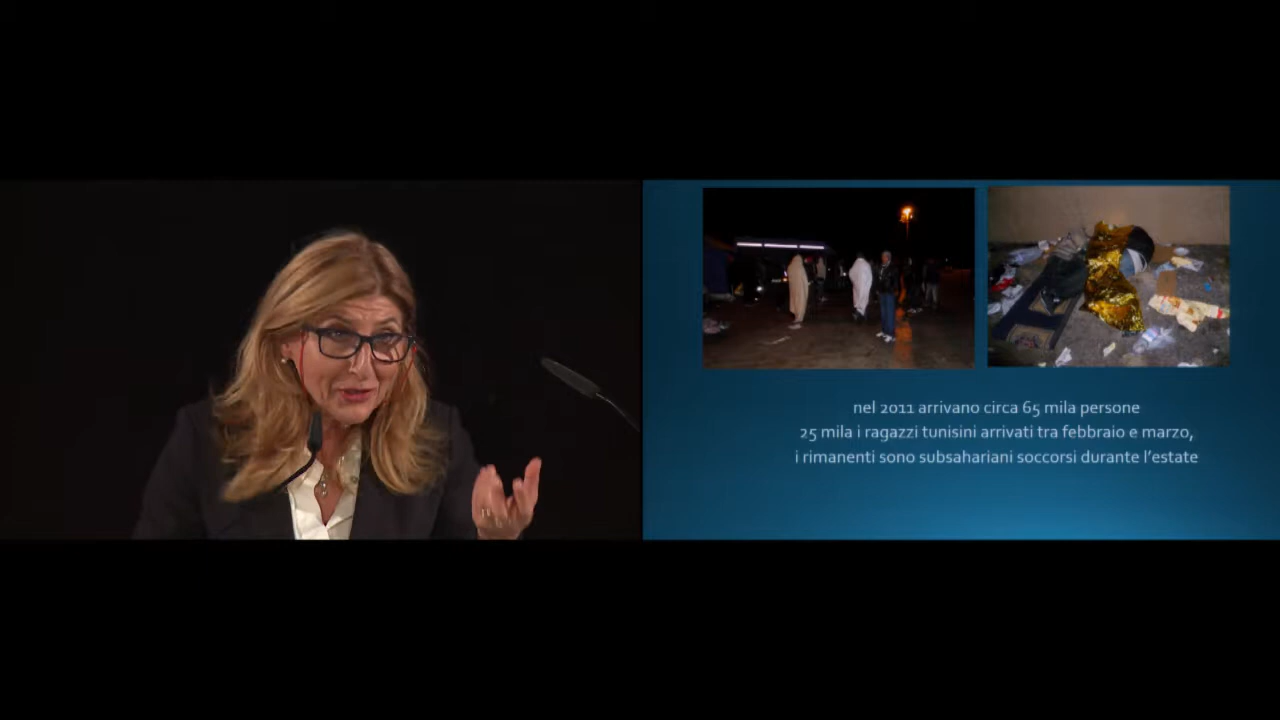 nel 2011 arrivano circa 65 mila persone
25 mila i ragazzi tunisini arrivati tra febbraio e marzo,
i rimanenti sono subsahariani soccorsi durante l'estate